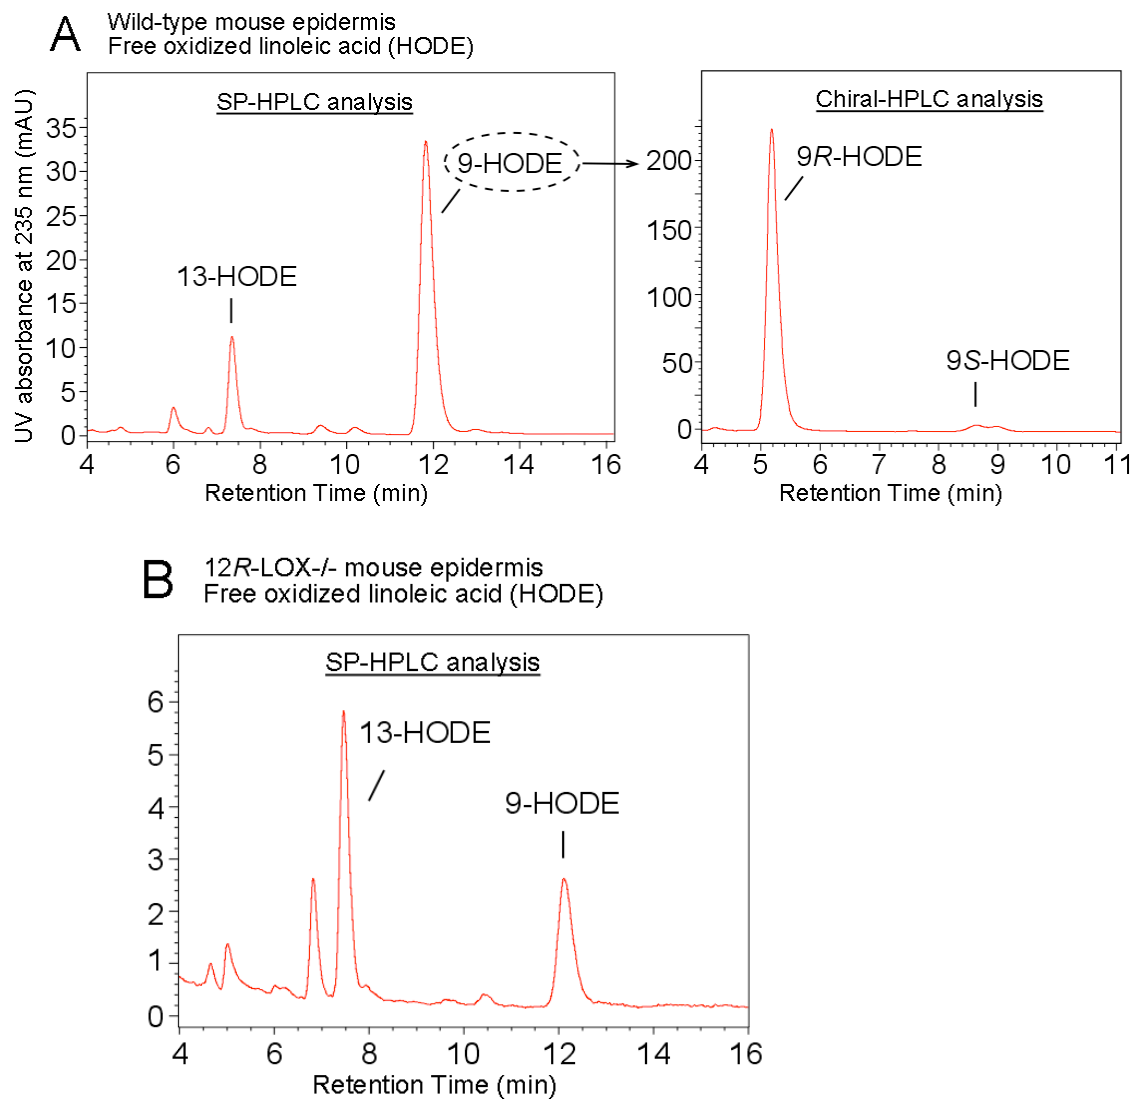 A
Wild-type mouse epidermis
Free oxidized linoleic acid (HODE)
SP-HPLC analysis
UV absorbance at 235 nm (mAU)
35
30
25
20
15
10
5
0
13-HODE
9-HODE
4 6 8 10 12 14 16
Retention Time (min)
Chiral-HPLC analysis
200
150
100
50
0
9R-HODE
9S-HODE
4 5 6 7 8 9 10 11
Retention Time (min)
B
12R-LOX-/- mouse epidermis
Free oxidized linoleic acid (HODE)
SP-HPLC analysis
6
5
4
3
2
1
0
13-HODE
9-HODE
4 6 8 10 12 14 16
Retention Time (min)